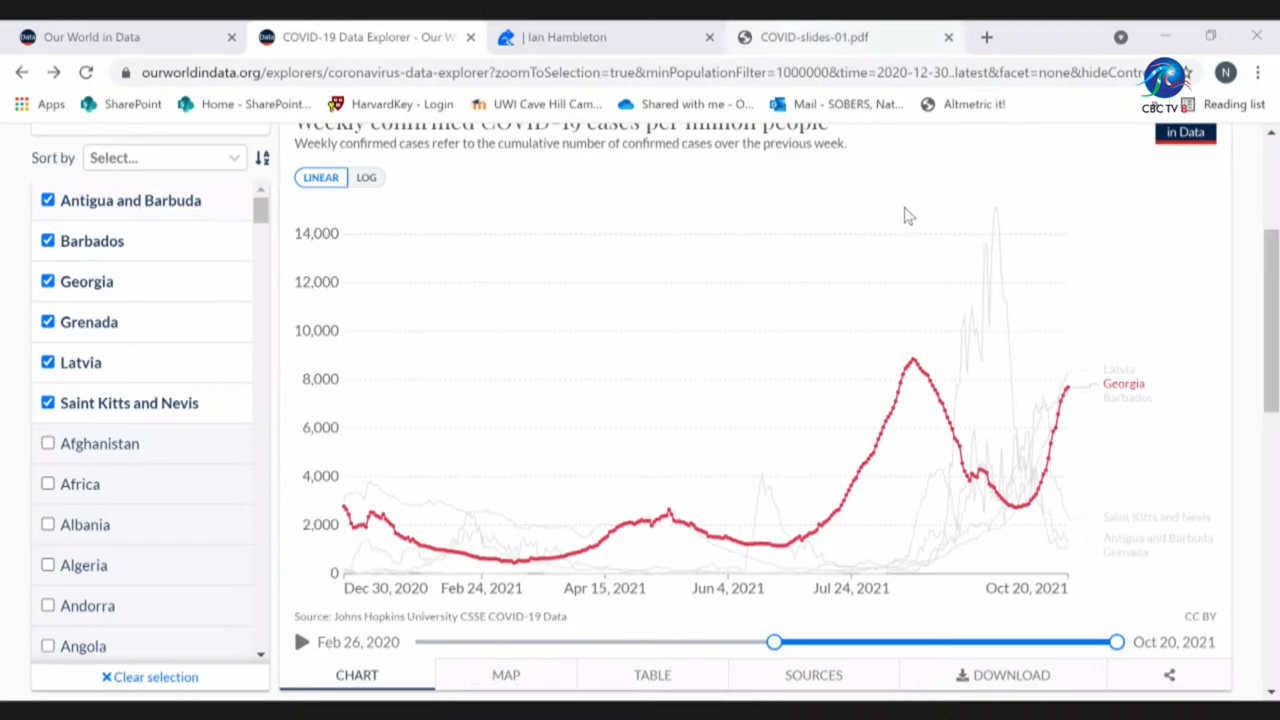 Our World in Data
COVID-19 Data Explorer - Our W
| Ian Hambleton
COVID-slides-01.pdf
ourworldindata.org/explorers/coronavirus-data-explorer?zoomToSelection=true&minPopulationFilter=1000000&time=2020-12-30..latest&facet=none&hideContr
N
Apps
SharePoint
Home - SharePoint...
HarvardKey - Login
UWI Cave Hill Cam...
Shared with me - O...
Mail - SOBERS, Nat...
Altmetric it!
CBC TV 8
Reading list
Weekly confirmed COVID-19 cases per million people
in Data
Weekly confirmed cases refer to the cumulative number of confirmed cases over the previous week.
Sort by
Select...
LINEAR
LOG
Antigua and Barbuda
Barbados
Georgia
Grenada
Latvia
Saint Kitts and Nevis
Afghanistan
Africa
Albania
Algeria
Andorra
Angola
Clear selection
14,000
12,000
10,000
8,000
6,000
4,000
2,000
0
Latvia
Georgia
Barbados
Saint Kitts and Nevis
Antigua and Barbuda
Grenada
Dec 30, 2020
Feb 24, 2021
Apr 15, 2021
Jun 4, 2021
Jul 24, 2021
Oct 20, 2021
Source: Johns Hopkins University CSSE COVID-19 Data
CC BY
Feb 26, 2020
Oct 20, 2021
CHART
MAP
TABLE
SOURCES
DOWNLOAD